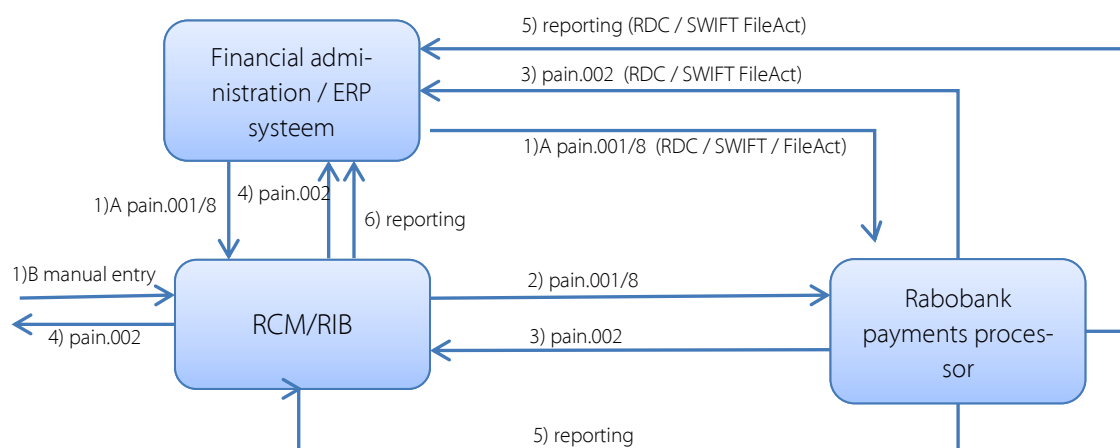 5) reporting (RDC / SWIFT FileAct)
Financial admi-
nistration / ERP
systeem
3) pain.002  (RDC / SWIFT FileAct)
1)A pain.001/8  (RDC / SWIFT / FileAct)
4) pain.002
1)A pain.001/8
6) reporting
1)B manual entry
2) pain.001/8
Rabobank
payments proces-
sor
RCM/RIB
4) pain.002
3) pain.002
5) reporting